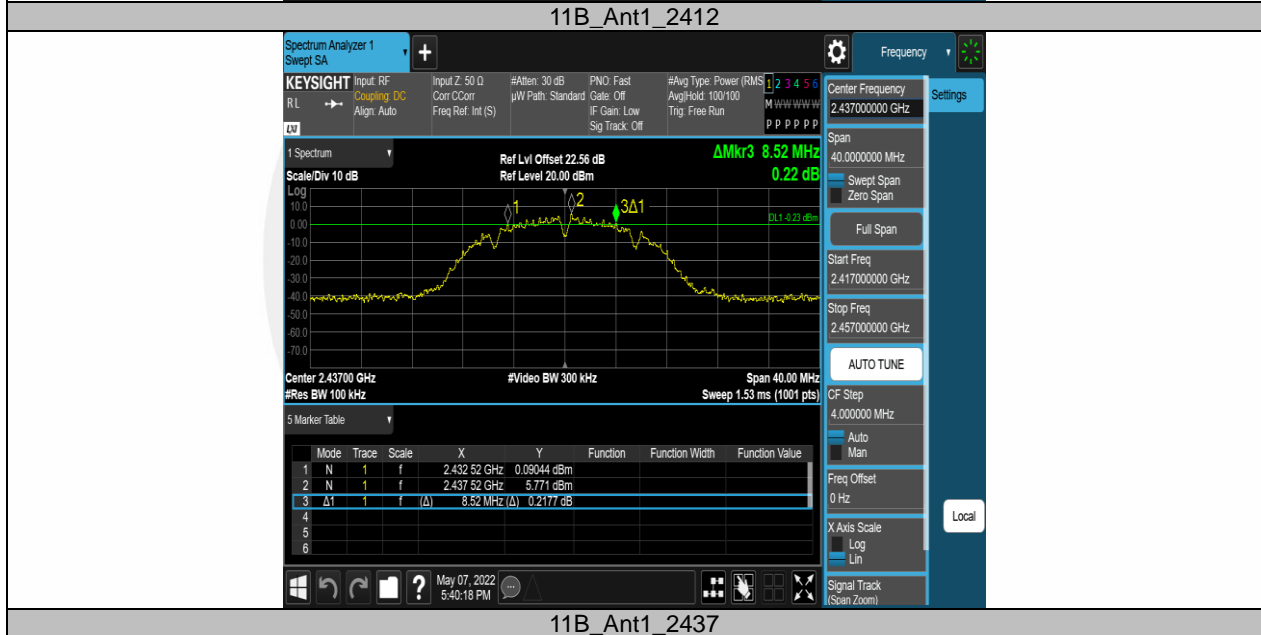 11B_Ant1_2412
Spectrum Analyzer 1
Swept SA
+
Frequency
KEYSIGHT
RL
LXI
Input: RF
Coupling: DC
Align: Auto
Input Z: 50 Ω
Corr CCorr
Freq Ref: Int (S)
#Atten: 30 dB
µW Path: Standard
PNO: Fast
Gate: Off
IF Gain: Low
Sig Track: Off
#Avg Type: Power (RMS
Avg|Hold: 100/100
Trig: Free Run
1 2 3 4 5 6
M W W W W W
P P P P P P
1 Spectrum
Scale/Div 10 dB
Ref Lvl Offset 22.56 dB
Ref Level 20.00 dBm
ΔMkr3 8.52 MHz
0.22 dB
Log
10.0
0.00
-10.0
-20.0
-30.0
-40.0
-50.0
-60.0
-70.0
1
2
3Δ1
DL1 -0.23 dBm
Center 2.43700 GHz
#Res BW 100 kHz
#Video BW 300 kHz
Span 40.00 MHz
Sweep 1.53 ms (1001 pts)
5 Marker Table
Mode Trace Scale X Y Function Function Width Function Value
1 N 1 f 2.432 52 GHz 0.09044 dBm
2 N 1 f 2.437 52 GHz 5.771 dBm
3 Δ1 1 f (Δ) 8.52 MHz (Δ) 0.2177 dB
4
5
6
?
May 07, 2022
5:40:18 PM
Center Frequency
2.437000000 GHz
Settings
Span
40.0000000 MHz
Swept Span
Zero Span
Full Span
Start Freq
2.417000000 GHz
Stop Freq
2.457000000 GHz
AUTO TUNE
CF Step
4.000000 MHz
Auto
Man
Freq Offset
0 Hz
X Axis Scale
Log
Lin
Local
Signal Track
(Span Zoom)
11B_Ant1_2437